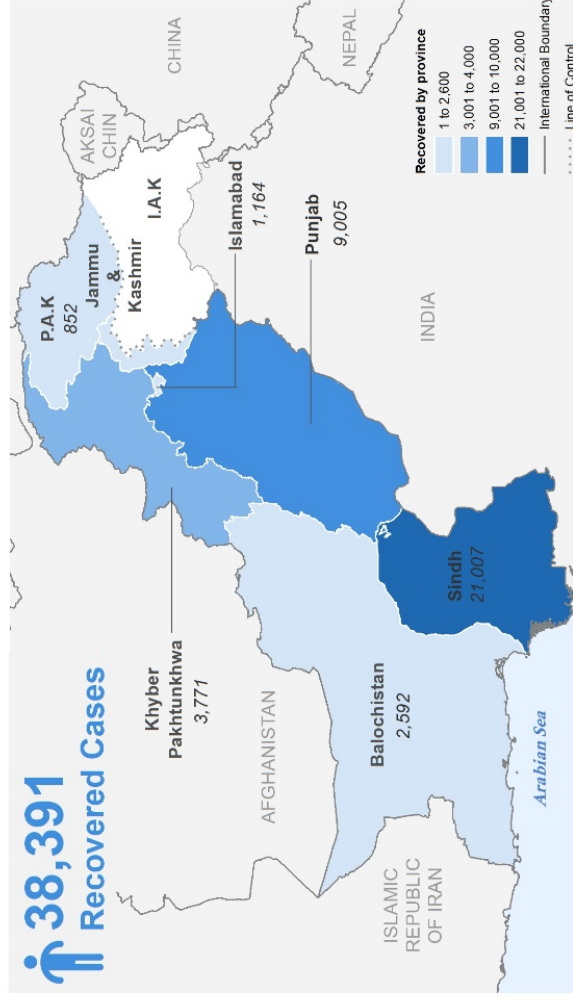 38,391
Recovered Cases
CHINA
NEPAL
AKSAI
CHIN
P.A.K
852
Jammu
&
Kashmir
I.A.K
Islamabad
1,164
Punjab
9,005
Khyber
Pakhtunkhwa
3,771
AFGHANISTAN
INDIA
Balochistan
2,592
Sindh
21,007
ISLAMIC
REPUBLIC
OF IRAN
Arabian Sea
Recovered by province
1 to 2,600
3,001 to 4,000
9,001 to 10,000
21,001 to 22,000
International Boundary
Line of Control